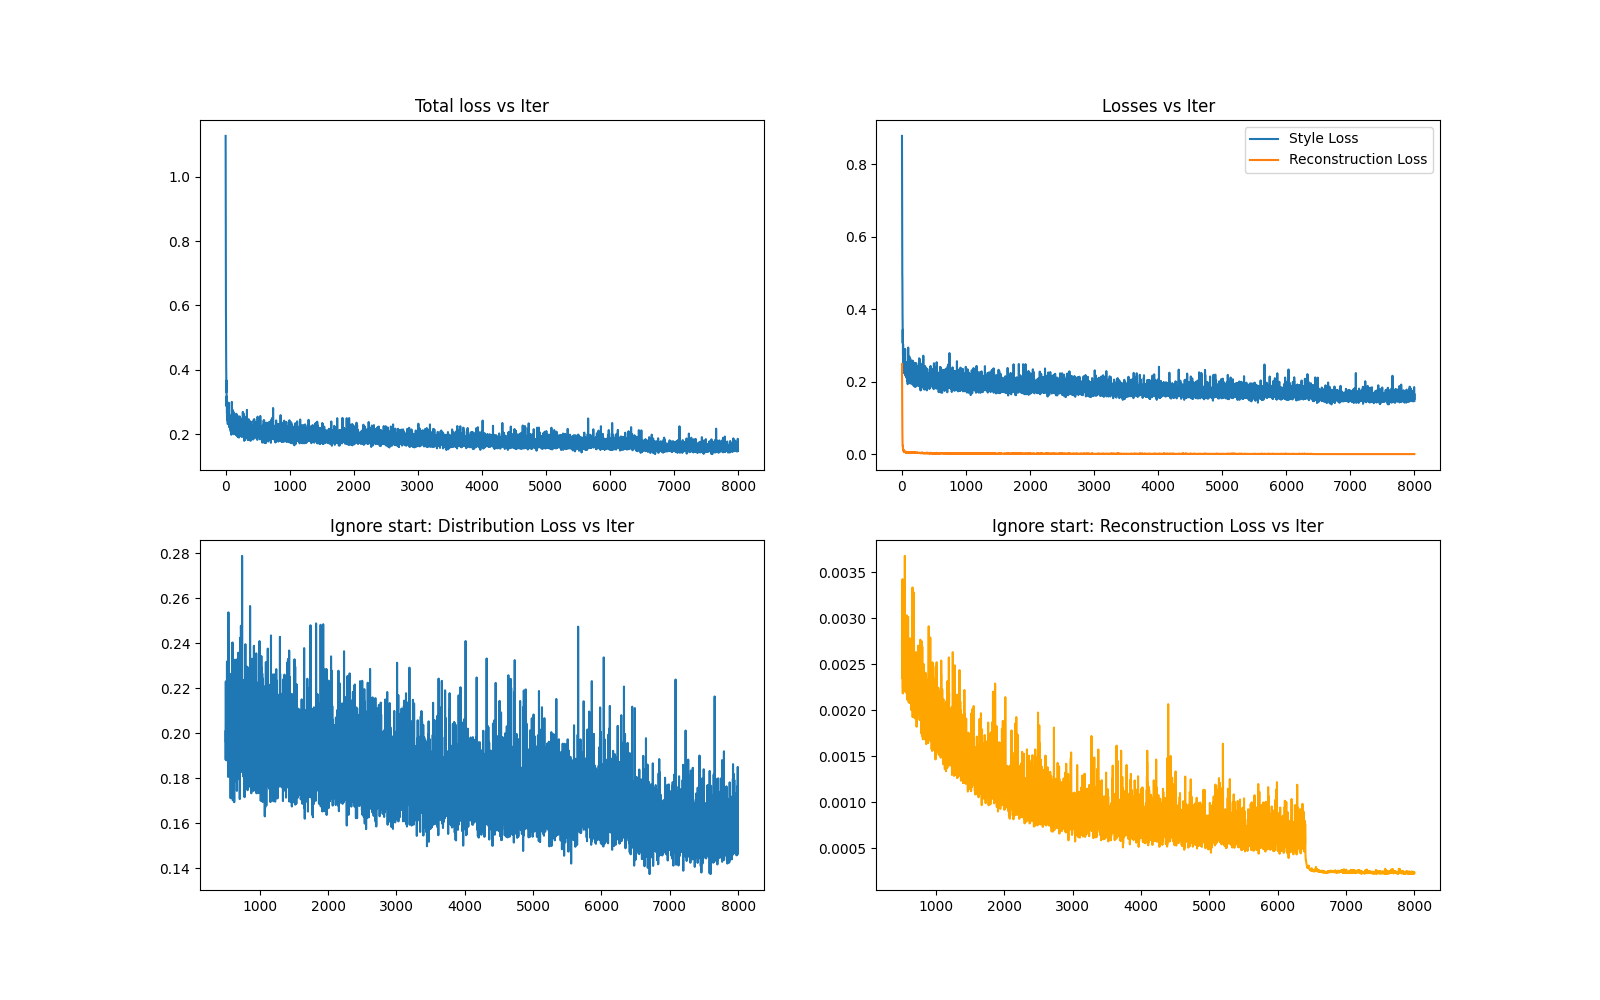 Total loss vs Iter
1.0
0.8
0.6
0.4
0.2
0 1000 2000 3000 4000 5000 6000 7000 8000
Losses vs Iter
Style Loss
Reconstruction Loss
0.8
0.6
0.4
0.2
0.0
0 1000 2000 3000 4000 5000 6000 7000 8000
Ignore start: Distribution Loss vs Iter
0.28
0.26
0.24
0.22
0.20
0.18
0.16
0.14
1000 2000 3000 4000 5000 6000 7000 8000
Ignore start: Reconstruction Loss vs Iter
0.0035
0.0030
0.0025
0.0020
0.0015
0.0010
0.0005
1000 2000 3000 4000 5000 6000 7000 8000